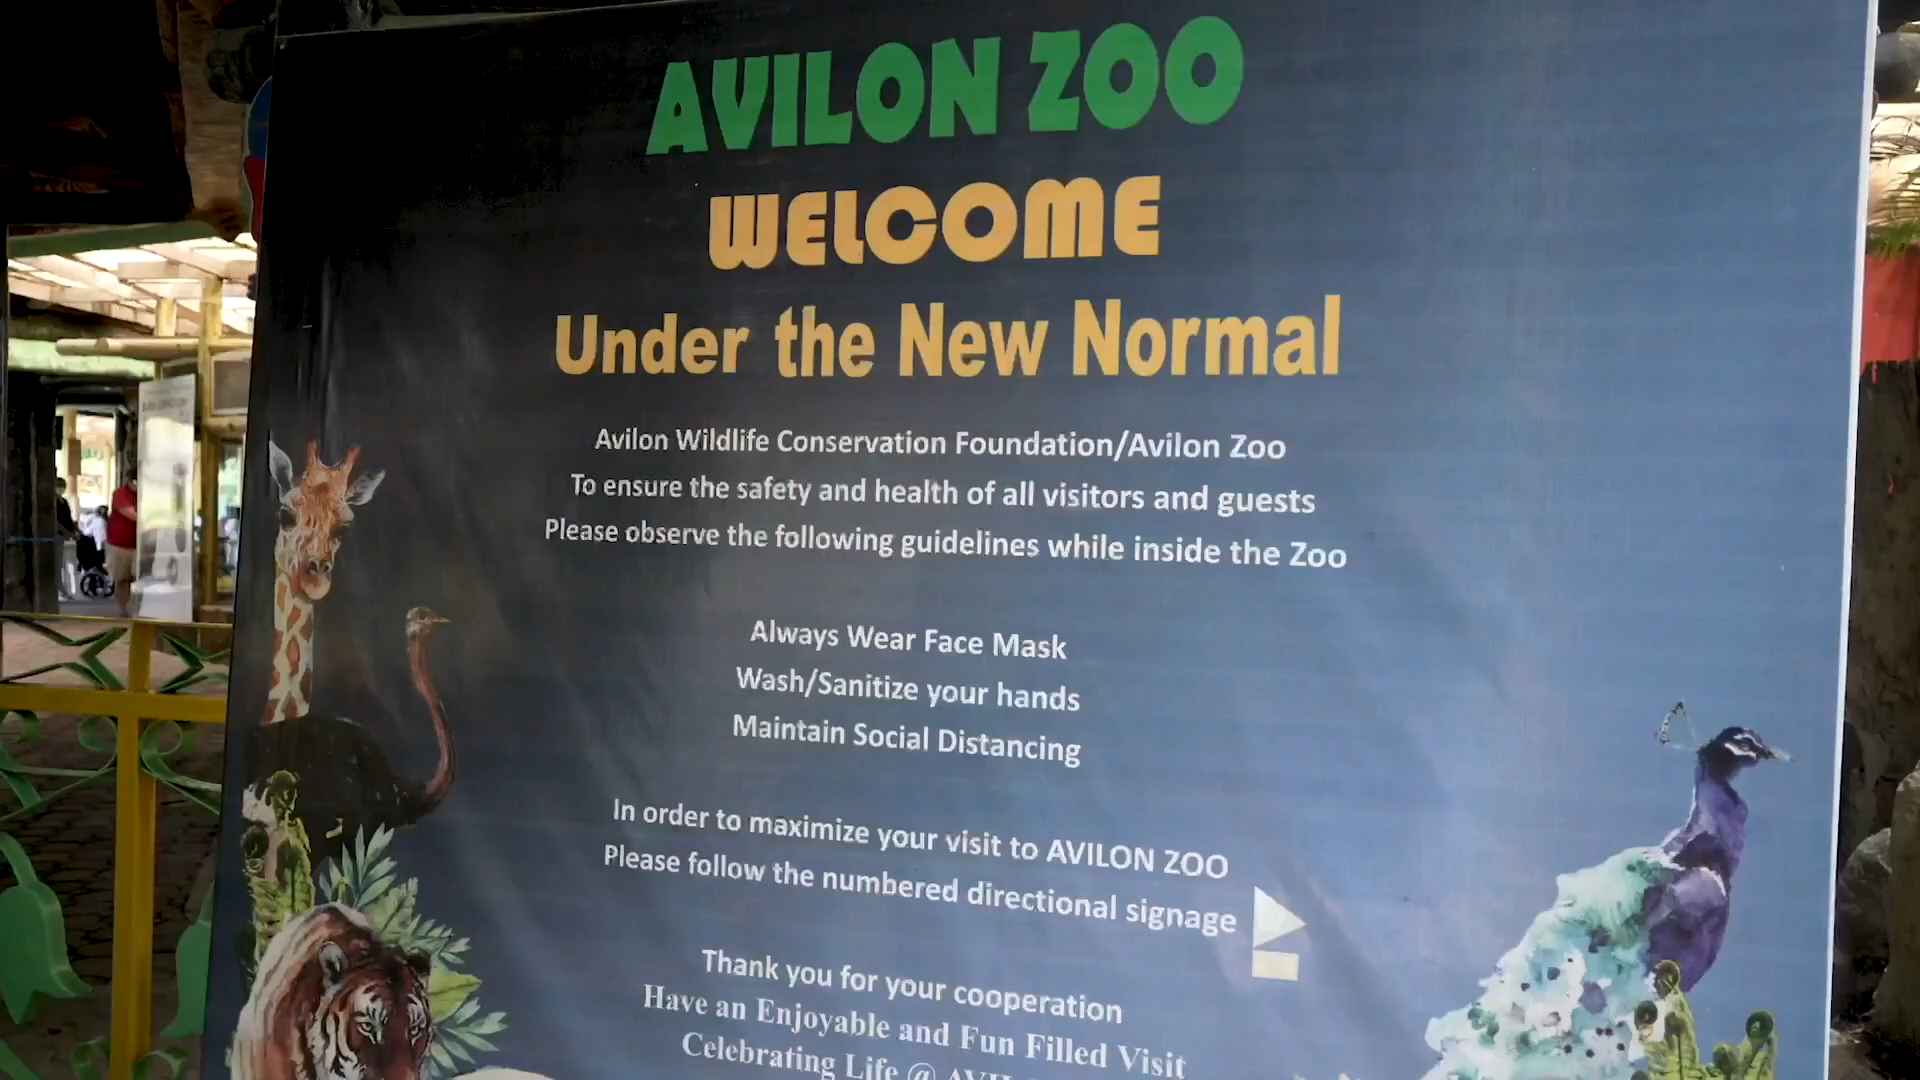 AVILON ZOO
WELCOME
Under the New Normal
Avilon Wildlife Conservation Foundation/Avilon Zoo
To ensure the safety and health of all visitors and guests
Please observe the following guidelines while inside the Zoo
Always Wear Face Mask
Wash/Sanitize your hands
Maintain Social Distancing
In order to maximize your visit to AVILON ZOO
Please follow the numbered directional signage
Thank you for your cooperation
Have an Enjoyable and Fun Filled Visit
Celebrating Life @